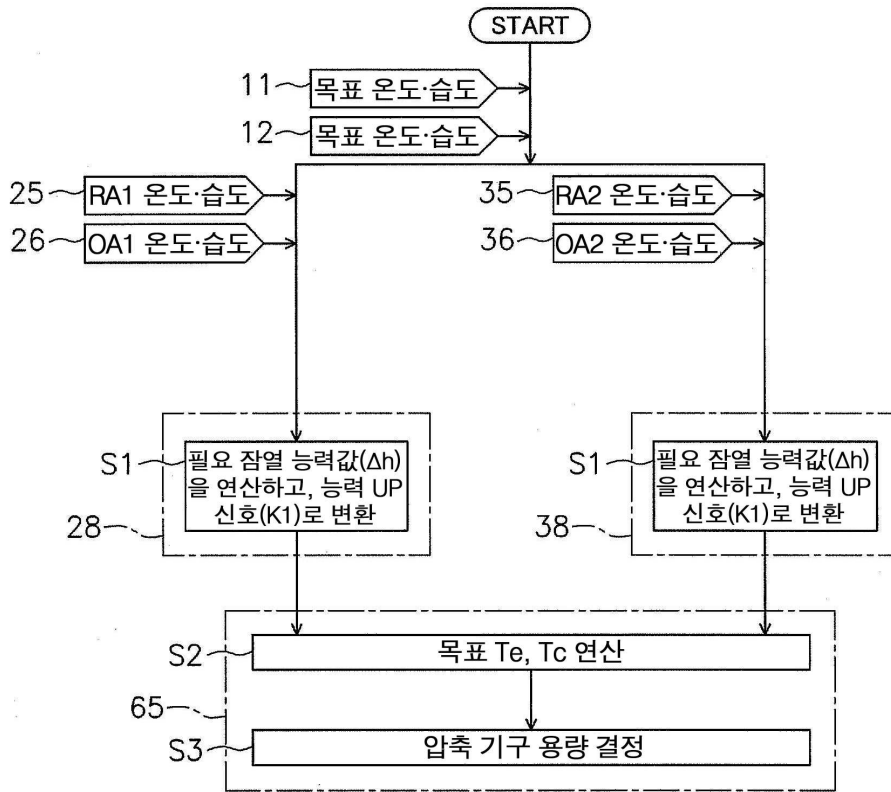 START
11
목표 온도·습도
12
목표 온도·습도
25
RA1 온도·습도
35
RA2 온도·습도
26
OA1 온도·습도
36
OA2 온도·습도
S1
필요 잠열 능력값(Δh)
을 연산하고, 능력 UP
신호(K1)로 변환
28
S1
필요 잠열 능력값(Δh)
을 연산하고, 능력 UP
신호(K1)로 변환
38
S2
목표 Te, Tc 연산
65
S3
압축 기구 용량 결정